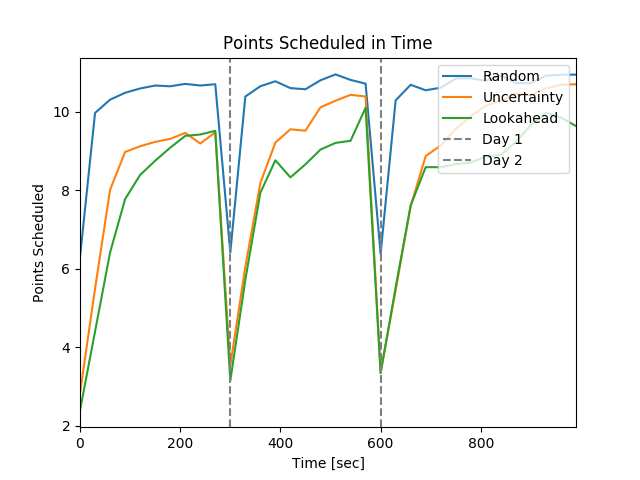 Points Scheduled in Time
Random
Uncertainty
Lookahead
Day 1
Day 2
Points Scheduled
10
8
6
4
2
0
200
400
600
800
Time [sec]